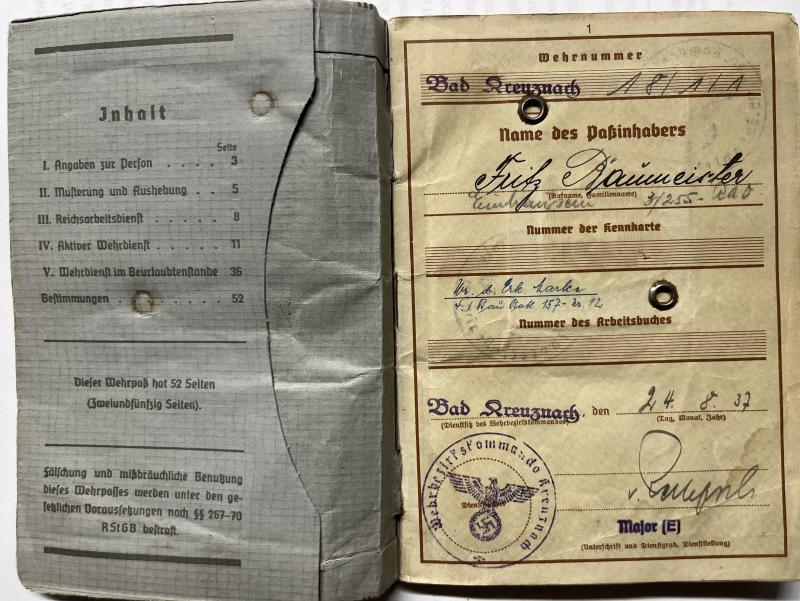 Inhalt
Seite
I. Angaben zur Person . . . . . 3
II. Musterung und Aushebung . . 5
III. Reichsarbeitsdienst . . . . . . 8
IV. Aktiver Wehrdienst . . . . . . 11
V. Wehrdienst im Beurlaubtenstande 36
Bestimmungen . . . . . . . . 52
Dieser Wehrpaß hat 52 Seiten
(Zweiundfünfzig Seiten).
Fälschung und mißbräuchliche Benutzung
dieses Wehrpasses werden unter den ge-
setzlichen Voraussetzungen nach §§ 267–70
RStGB bestraft.
1
Wehrnummer
Bad Kreuznach 18/1/1
Name des Paßinhabers
Fritz Baumeister
(Rufname, Familienname)
3/255-
Nummer der Kennkarte
Erk. Marke
157
12
Nummer des Arbeitsbuches
Bad Kreuznach, den 24 8. 37
(Dienstsitz des Wehrbezirkskommandos) (Tag, Monat, Jahr)
Wehrbezirkskommando Kreuznach
Major (E)
(Unterschrift und Dienstgrad, Dienststellung)